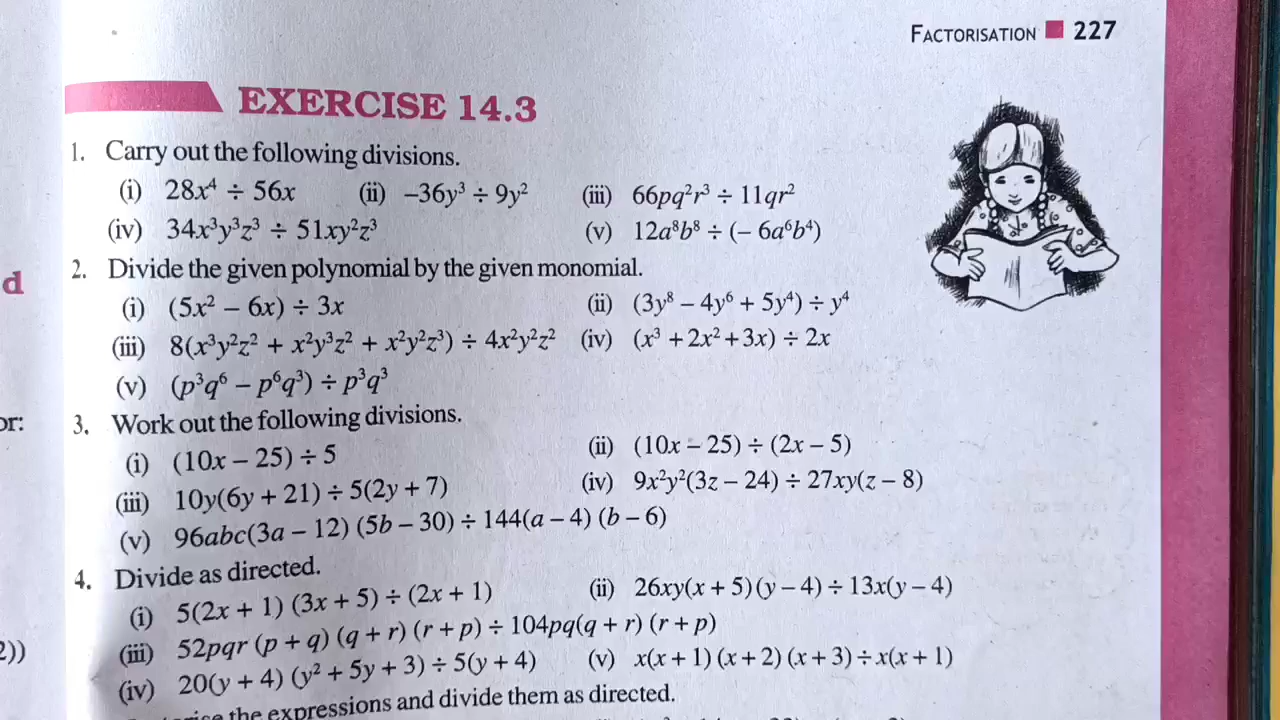 FACTORISATION 227
EXERCISE 14.3
1. Carry out the following divisions.
(i) 28x⁴ ÷ 56x (ii) –36y³ ÷ 9y² (iii) 66pq²r³ ÷ 11qr²
(iv) 34x³y³z³ ÷ 51xy²z³ (v) 12a⁸b⁸ ÷ (– 6a⁶b⁴)
d
2. Divide the given polynomial by the given monomial.
(i) (5x² – 6x) ÷ 3x (ii) (3y⁸ – 4y⁶ + 5y⁴) ÷ y⁴
(iii) 8(x³y²z² + x²y³z² + x²y²z³) ÷ 4x²y²z² (iv) (x³ + 2x² + 3x) ÷ 2x
(v) (p³q⁶ – p⁶q³) ÷ p³q³
or:
3. Work out the following divisions.
(i) (10x – 25) ÷ 5 (ii) (10x – 25) ÷ (2x – 5)
(iii) 10y(6y + 21) ÷ 5(2y + 7) (iv) 9x²y²(3z – 24) ÷ 27xy(z – 8)
(v) 96abc(3a – 12) (5b – 30) ÷ 144(a – 4) (b – 6)
4. Divide as directed.
(i) 5(2x + 1) (3x + 5) ÷ (2x + 1) (ii) 26xy(x + 5) (y – 4) ÷ 13x(y – 4)
(iii) 52pqr (p + q) (q + r) (r + p) ÷ 104pq(q + r) (r + p)
2))
(iv) 20(y + 4) (y² + 5y + 3) ÷ 5(y + 4) (v) x(x + 1) (x + 2) (x + 3) ÷ x(x + 1)
the expressions and divide them as directed.